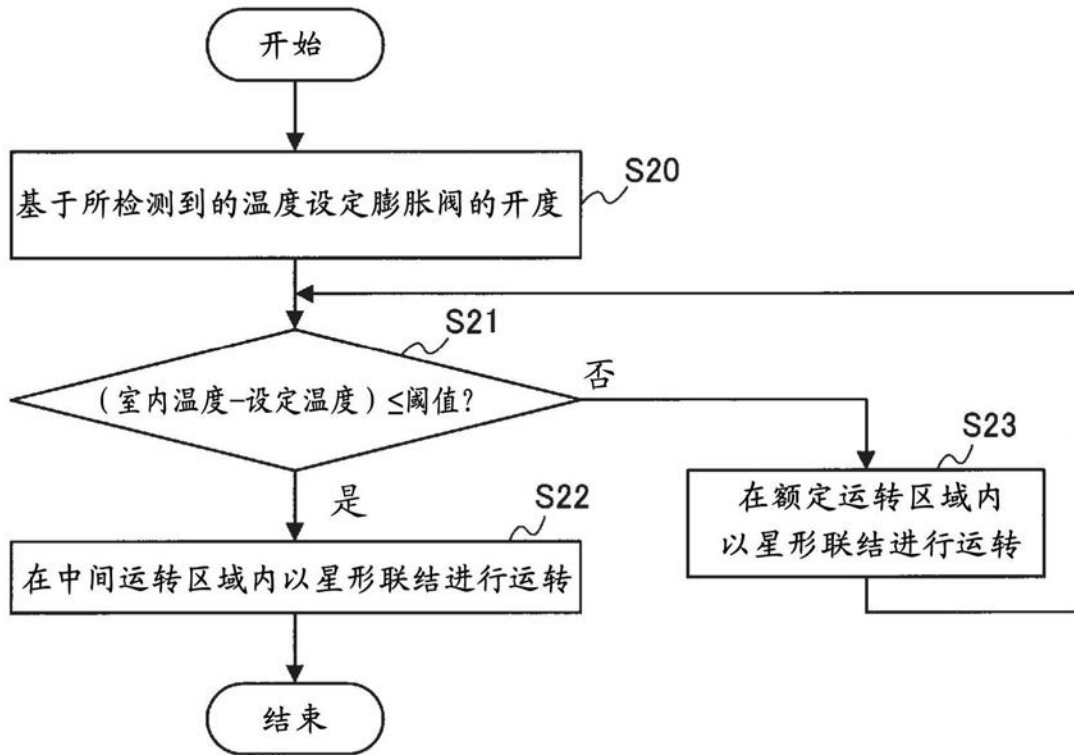 开始
基于所检测到的温度设定膨胀阀的开度
S20
S21
(室内温度-设定温度)≤阈值?
否
S23
在额定运转区域内
以星形联结进行运转
是
S22
在中间运转区域内以星形联结进行运转
结束